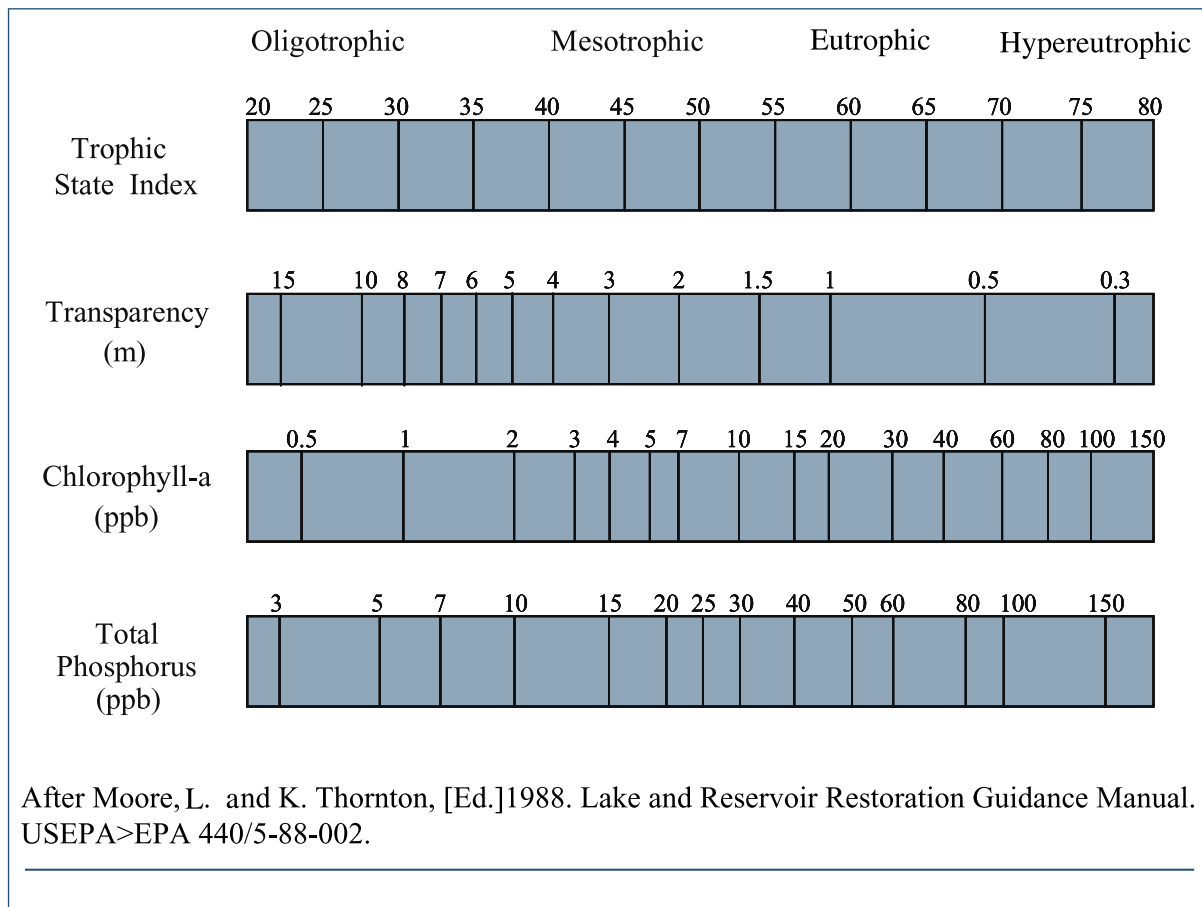 Oligotrophic Mesotrophic Eutrophic Hypereutrophic
20 25 30 35 40 45 50 55 60 65 70 75 80
Trophic
State Index
15 10 8 7 6 5 4 3 2 1.5 1 0.5 0.3
Transparency
(m)
0.5 1 2 3 4 5 7 10 15 20 30 40 60 80 100 150
Chlorophyll-a
(ppb)
3 5 7 10 15 20 25 30 40 50 60 80 100 150
Total
Phosphorus
(ppb)
After Moore, L. and K. Thornton, [Ed.]1988. Lake and Reservoir Restoration Guidance Manual.
USEPA>EPA 440/5-88-002.